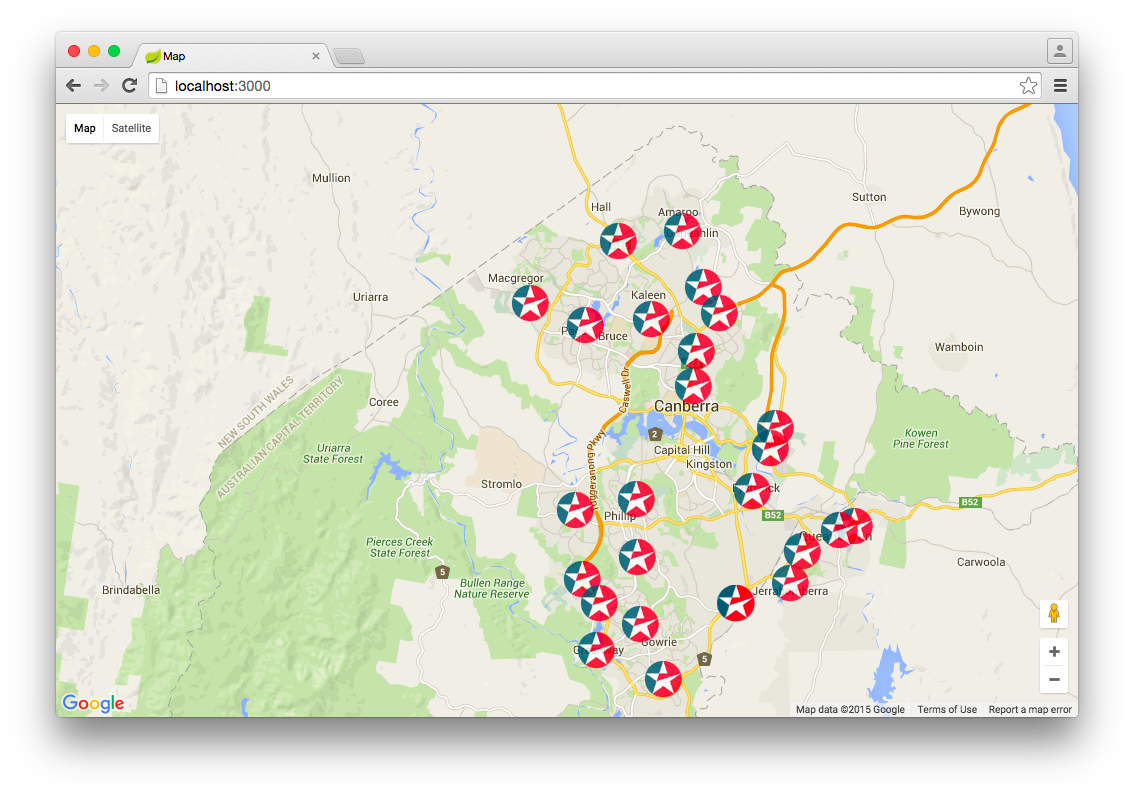 Map
localhost:3000
Map Satellite
Mullion
Hall
Amaroo
Sutton
Bywong
Macgregor
Uriarra
Kaleen
Bruce
Wamboin
Caswell Dr
NEW SOUTH WALES
AUSTRALIAN CAPITAL TERRITORY
Coree
Canberra
2
Uriarra
State Forest
Kowen
Pine Forest
Capital Hill
Kingston
Tuggeranong Pkwy
Stromlo
B52
B52
Phillip
Pierces Creek
State Forest
5
Bullen Range
Nature Reserve
Carwoola
Brindabella
Gowrie
5
Google
Map data ©2015 Google Terms of Use Report a map error